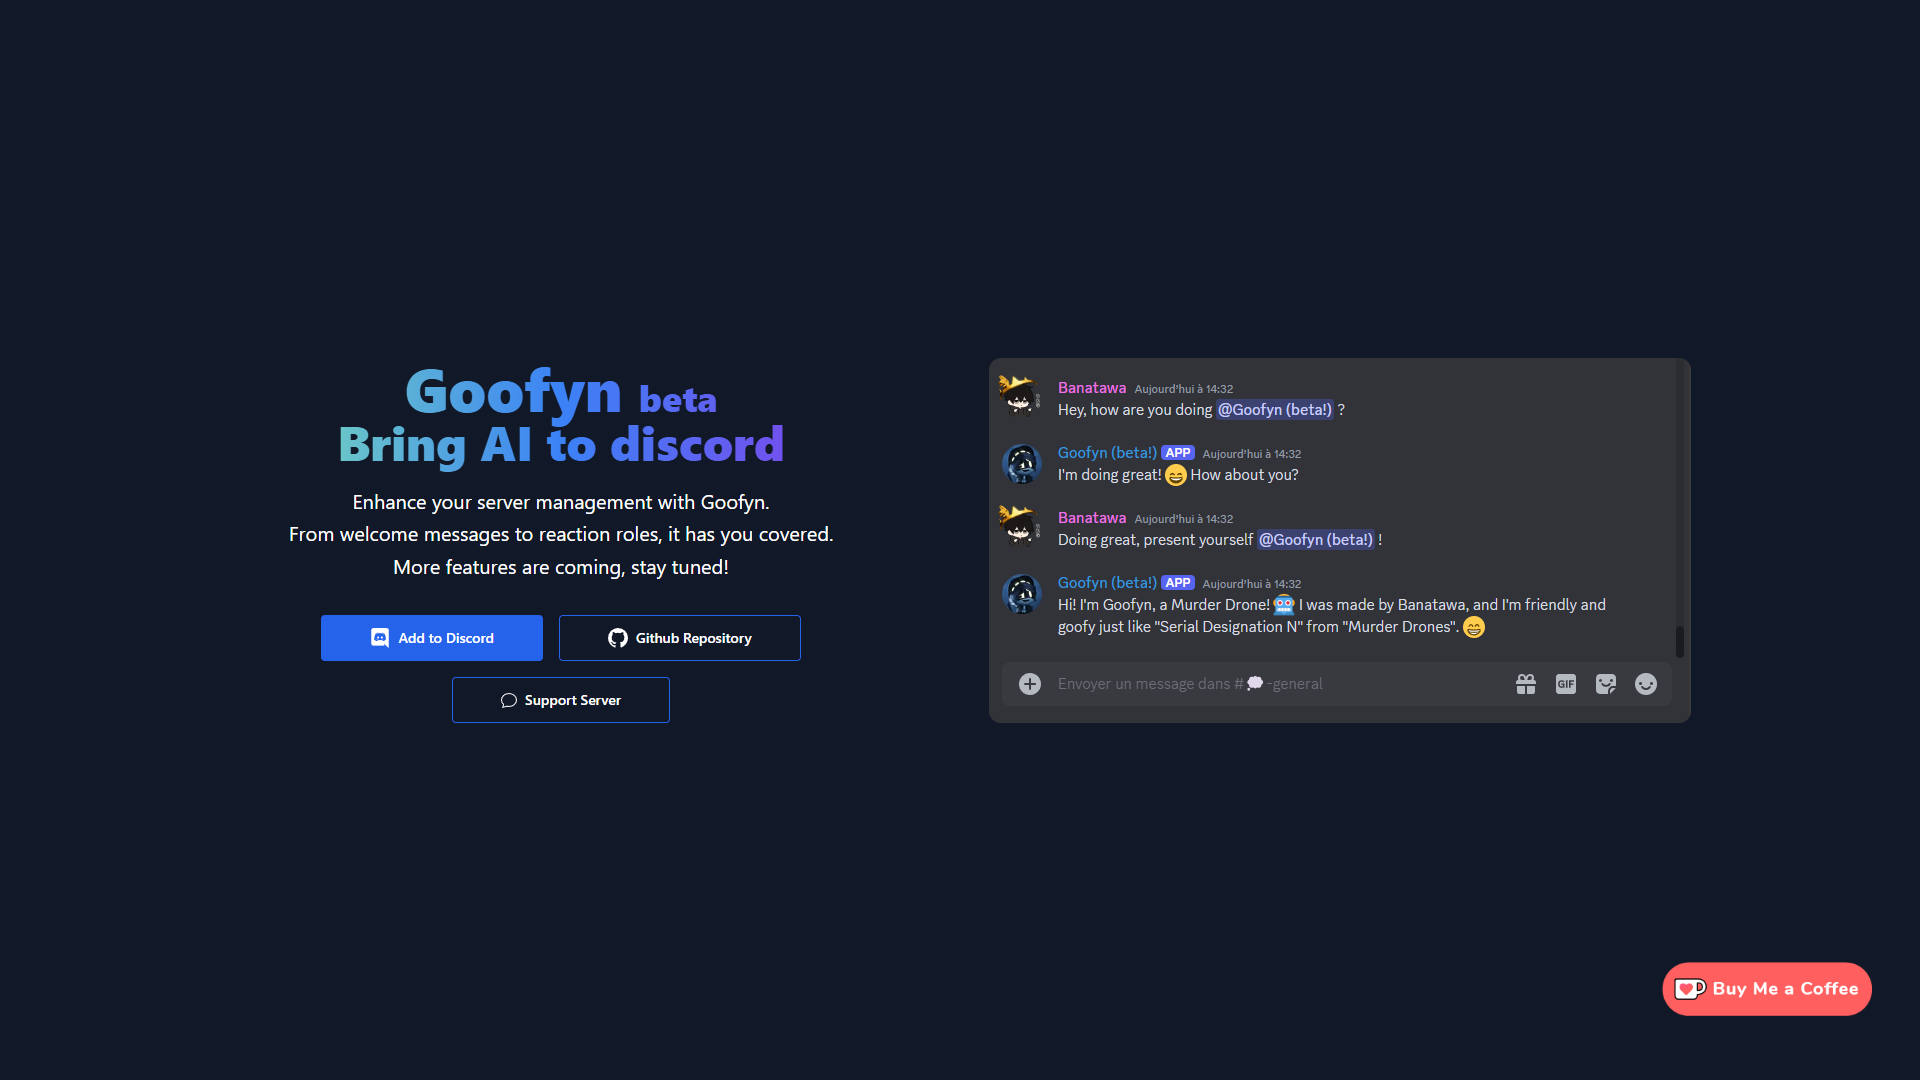 Goofyn beta
Bring AI to discord
Enhance your server management with Goofyn.
From welcome messages to reaction roles, it has you covered.
More features are coming, stay tuned!
Add to Discord
Github Repository
Support Server
Banatawa Aujourd'hui à 14:32
Hey, how are you doing @Goofyn (beta!) ?
Goofyn (beta!) APP Aujourd'hui à 14:32
I'm doing great! 😄 How about you?
Banatawa Aujourd'hui à 14:32
Doing great, present yourself @Goofyn (beta!) !
Goofyn (beta!) APP Aujourd'hui à 14:32
Hi! I'm Goofyn, a Murder Drone! 🤖 I was made by Banatawa, and I'm friendly and
goofy just like "Serial Designation N" from "Murder Drones". 😄
Envoyer un message dans #💭-general
GIF
Buy Me a Coffee